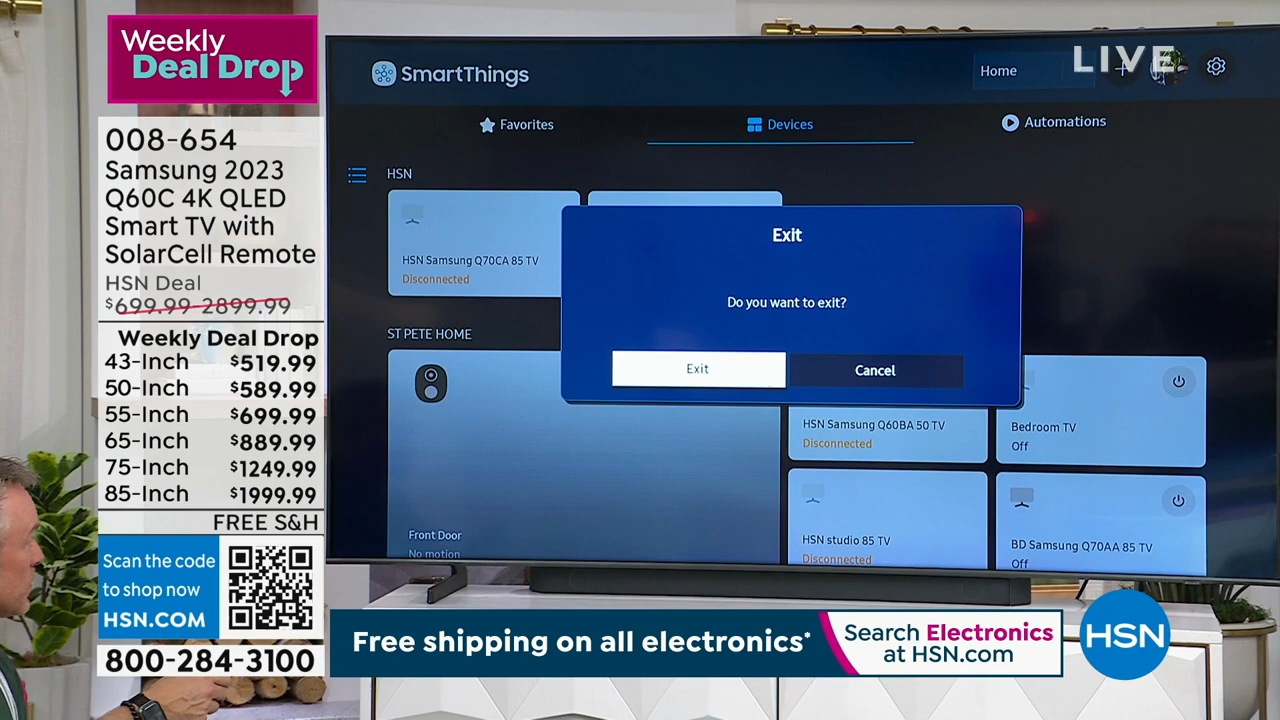 Weekly
Deal Drop
008-654
Samsung 2023
Q60C 4K QLED
Smart TV with
SolarCell Remote
HSN Deal
$699.99-2899.99
Weekly Deal Drop
43-Inch $519.99
50-Inch $589.99
55-Inch $699.99
65-Inch $889.99
75-Inch $1249.99
85-Inch $1999.99
FREE S&H
Scan the code
to shop now
HSN.COM
800-284-3100
SmartThings
Home
LIVE
Favorites
Devices
Automations
HSN
HSN Samsung Q70CA 85 TV
Disconnected
Exit
Do you want to exit?
Exit
Cancel
ST PETE HOME
Front Door
No motion
HSN Samsung Q60BA 50 TV
Disconnected
Bedroom TV
Off
HSN studio 85 TV
Disconnected
BD Samsung Q70AA 85 TV
Off
Free shipping on all electronics*
Search Electronics
at HSN.com
HSN